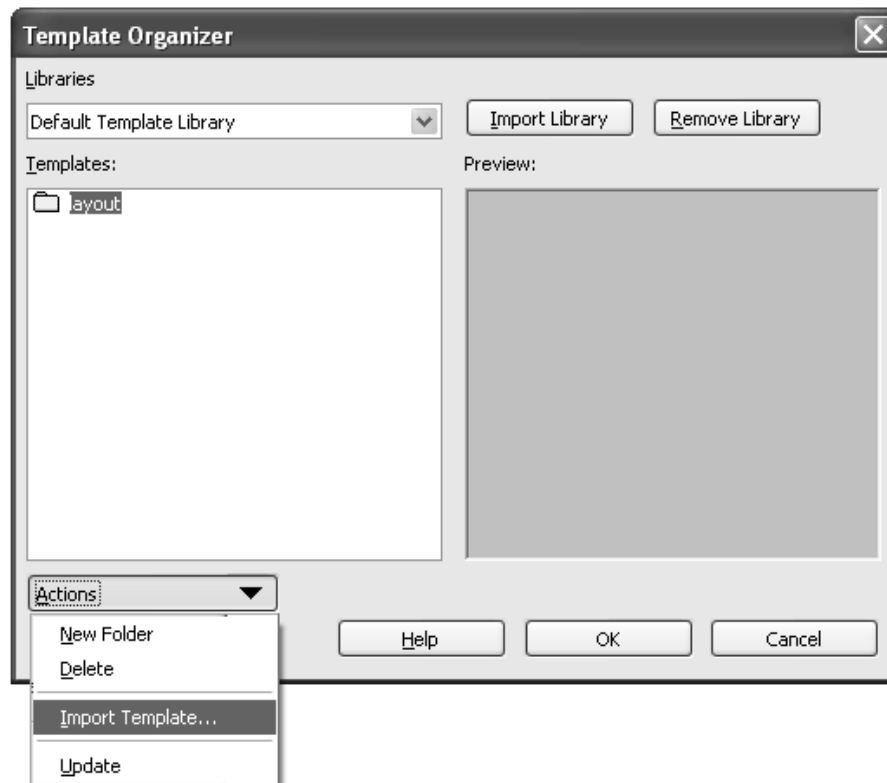 Template Organizer
Libraries
Default Template Library
Import Library
Remove Library
Templates:
Preview:
layout
Actions
New Folder
Delete
Import Template...
Update
Help
OK
Cancel